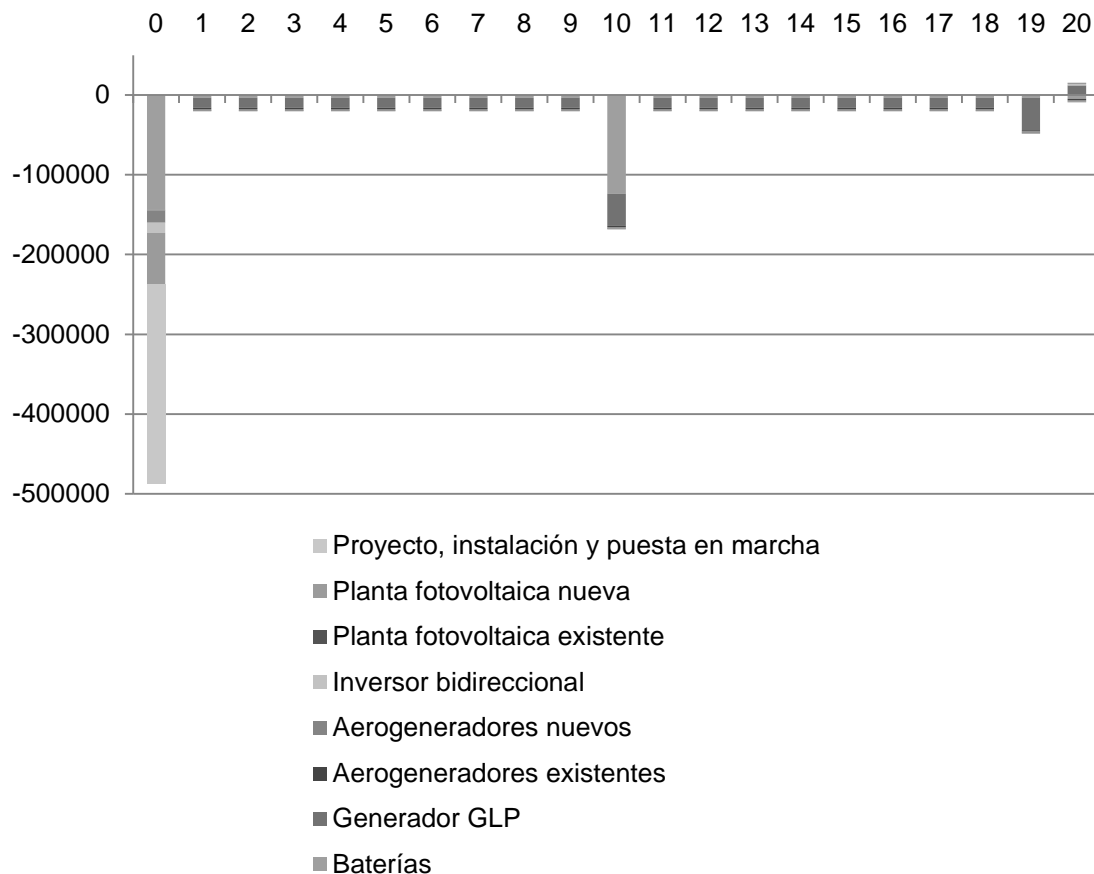 0 1 2 3 4 5 6 7 8 9 10 11 12 13 14 15 16 17 18 19 20
0
-100000
-200000
-300000
-400000
-500000
Proyecto, instalación y puesta en marcha
Planta fotovoltaica nueva
Planta fotovoltaica existente
Inversor bidireccional
Aerogeneradores nuevos
Aerogeneradores existentes
Generador GLP
Baterías